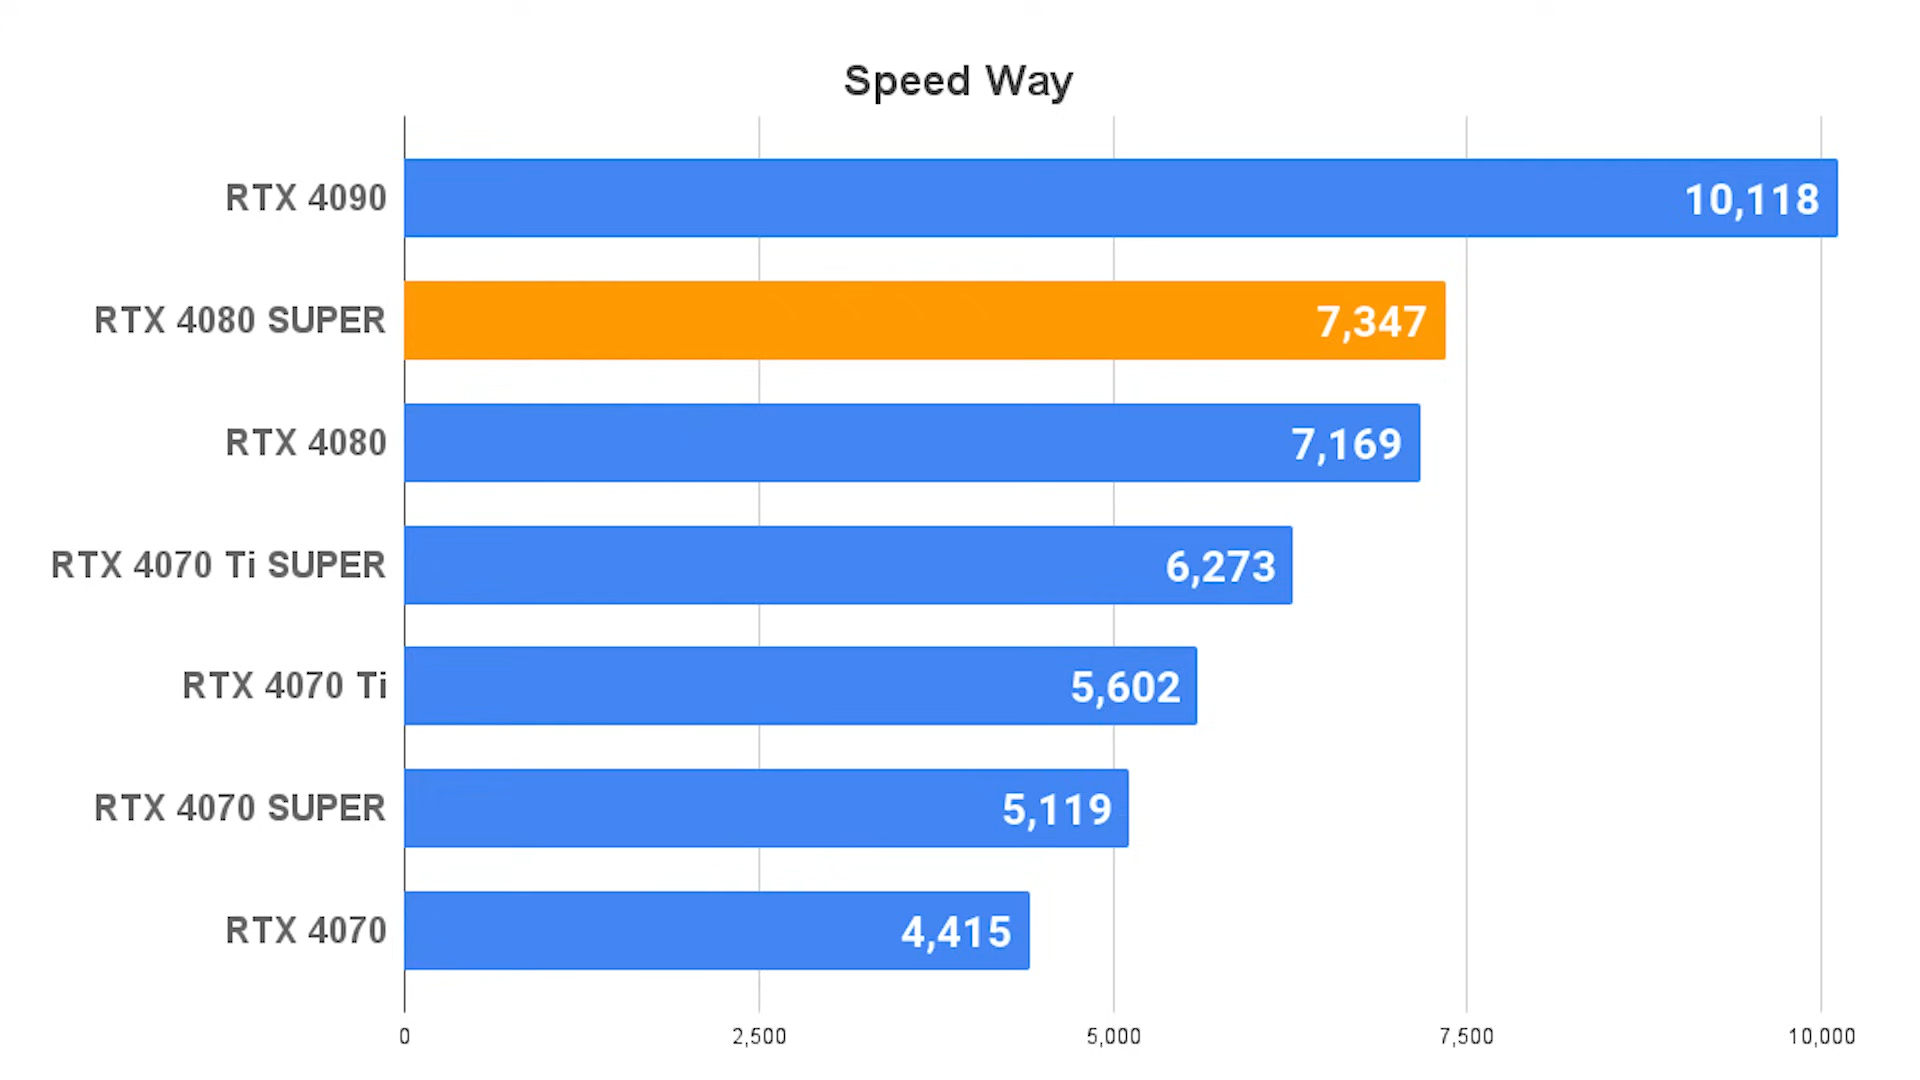 Speed Way
RTX 4090
10,118
RTX 4080 SUPER
7,347
RTX 4080
7,169
RTX 4070 Ti SUPER
6,273
RTX 4070 Ti
5,602
RTX 4070 SUPER
5,119
RTX 4070
4,415
0
2,500
5,000
7,500
10,000